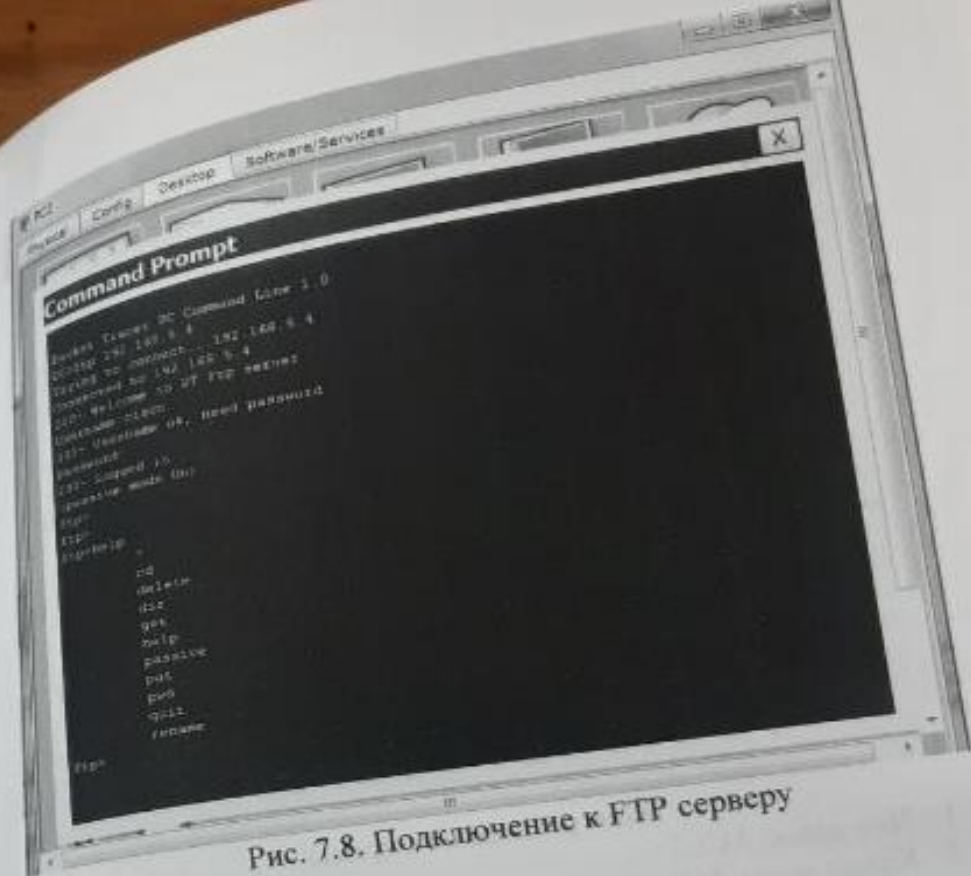 PC2
Physical Config Desktop Software/Services
X
Command Prompt
Packet Tracer PC Command Line 1.0
PC>ftp 192.168.5.4
Trying to connect... 192.168.5.4
Connected to 192.168.5.4
220- Welcome to PT Ftp server
Username:cisco
331- Username ok, need password
Password:
230- Logged in
(passive mode On)
ftp>
ftp>
ftp>help
?
cd
delete
dir
get
help
passive
put
pwd
quit
rename
ftp>
Рис. 7.8. Подключение к FTP серверу